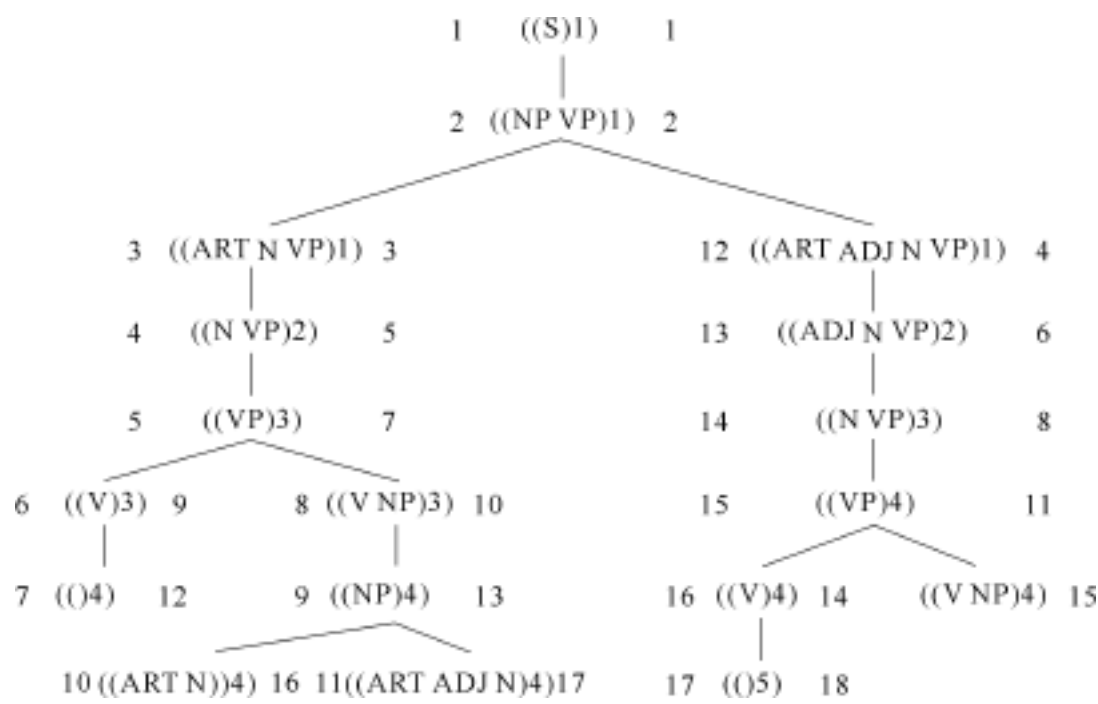 1 ((S)1) 1
2 ((NP VP)1) 2
3 ((ART N VP)1) 3 12 ((ART ADJ N VP)1) 4
4 ((N VP)2) 5 13 ((ADJ N VP)2) 6
5 ((VP)3) 7 14 ((N VP)3) 8
6 ((V)3) 9 8 ((V NP)3) 10 15 ((VP)4) 11
7 (()4) 12 9 ((NP)4) 13 16 ((V)4) 14 ((V NP)4) 15
10 ((ART N))4) 16 11((ART ADJ N)4)17 17 (()5) 18